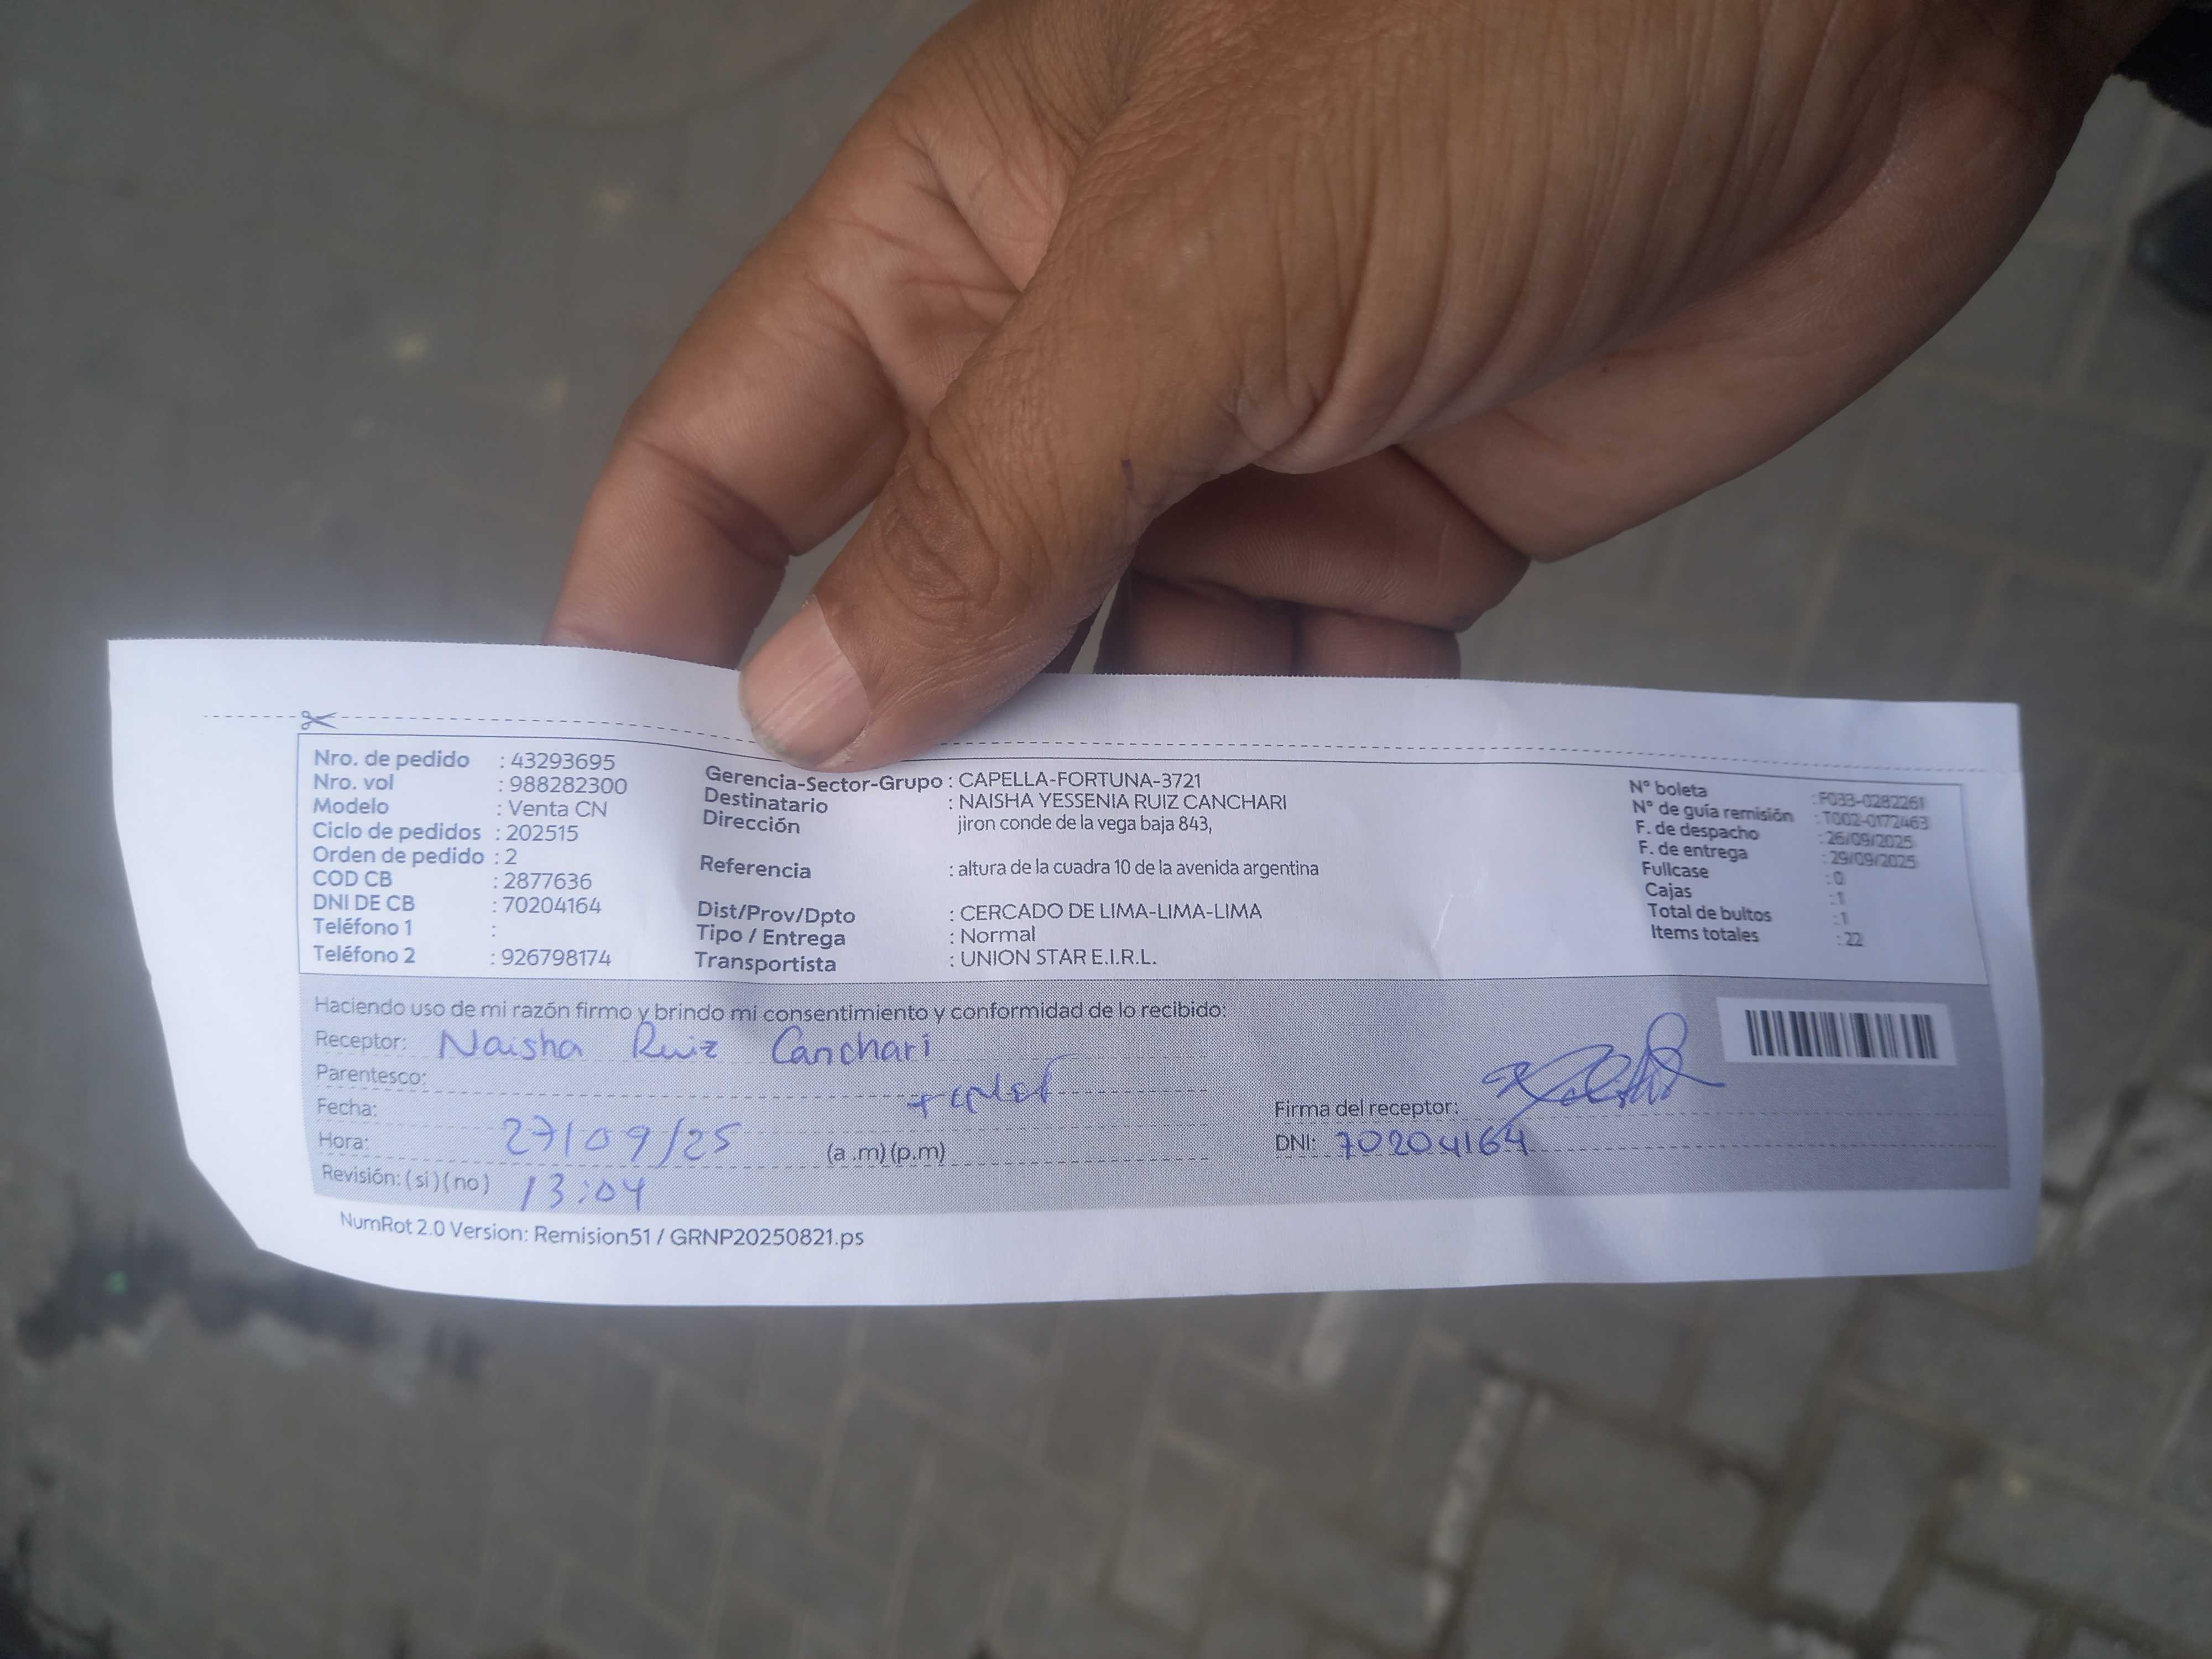 Nro. de pedido : 43293695
Nro. vol : 988282300
Modelo : Venta CN
Ciclo de pedidos : 202515
Orden de pedido : 2
COD CB : 2877636
DNI DE CB : 70204164
Teléfono 1 :
Teléfono 2 : 926798174
Gerencia-Sector-Grupo : CAPELLA-FORTUNA-3721
Destinatario : NAISHA YESSENIA RUIZ CANCHARI
Dirección jiron conde de la vega baja 843,
Referencia : altura de la cuadra 10 de la avenida argentina
Dist/Prov/Dpto : CERCADO DE LIMA-LIMA-LIMA
Tipo / Entrega : Normal
Transportista : UNION STAR E.I.R.L.
N° boleta : F033-0282261
N° de guía remisión : T002-0172463
F. de despacho : 26/09/2025
F. de entrega : 29/09/2025
Fullcase : 0
Cajas : 1
Total de bultos : 1
Items totales : 22
Haciendo uso de mi razón firmo y brindo mi consentimiento y conformidad de lo recibido:
Receptor: Naisha Ruiz Canchari
Parentesco:
Fecha: 27/09/25
Hora: 13:04 (a .m) (p.m)
Revisión: ( si ) ( no )
Firma del receptor:
DNI: 70204164
NumRot 2.0 Version: Remision51 / GRNP20250821.ps